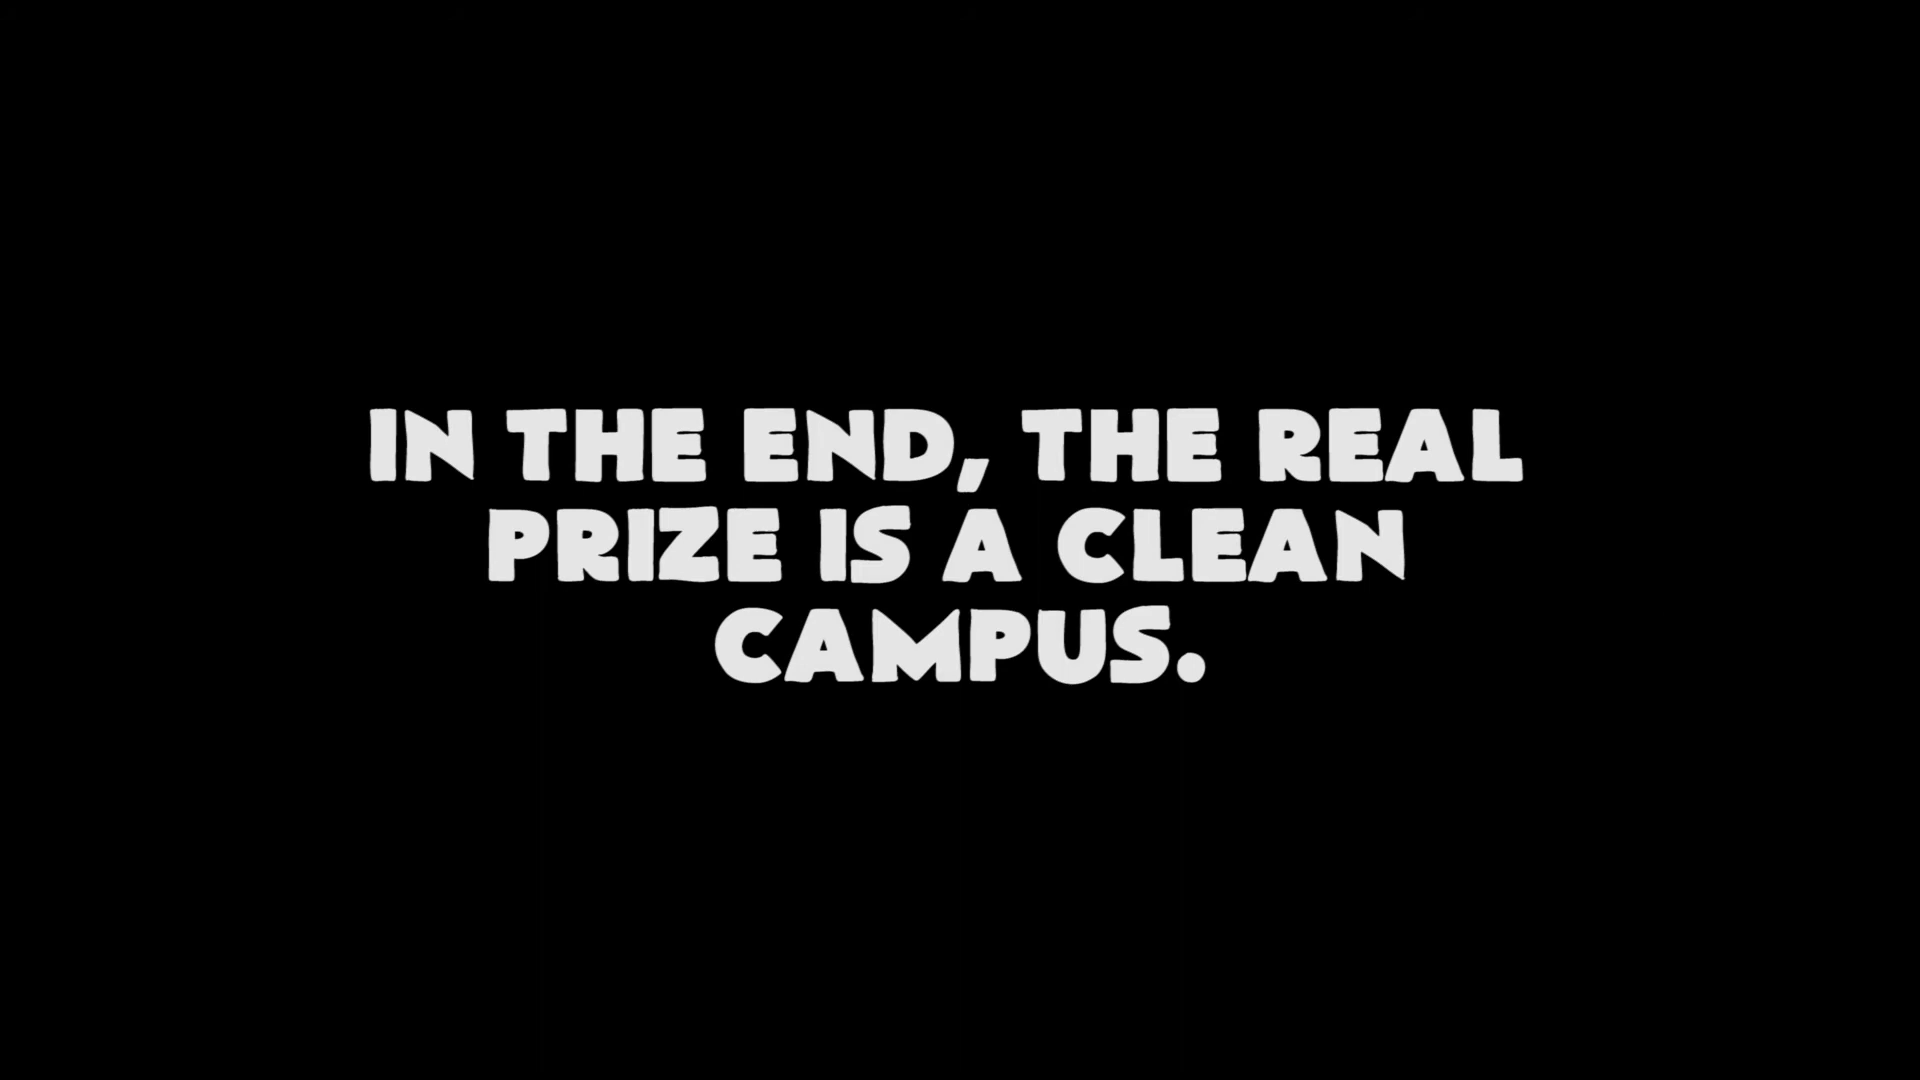 IN THE END, THE REAL
PRIZE IS A CLEAN
CAMPUS.